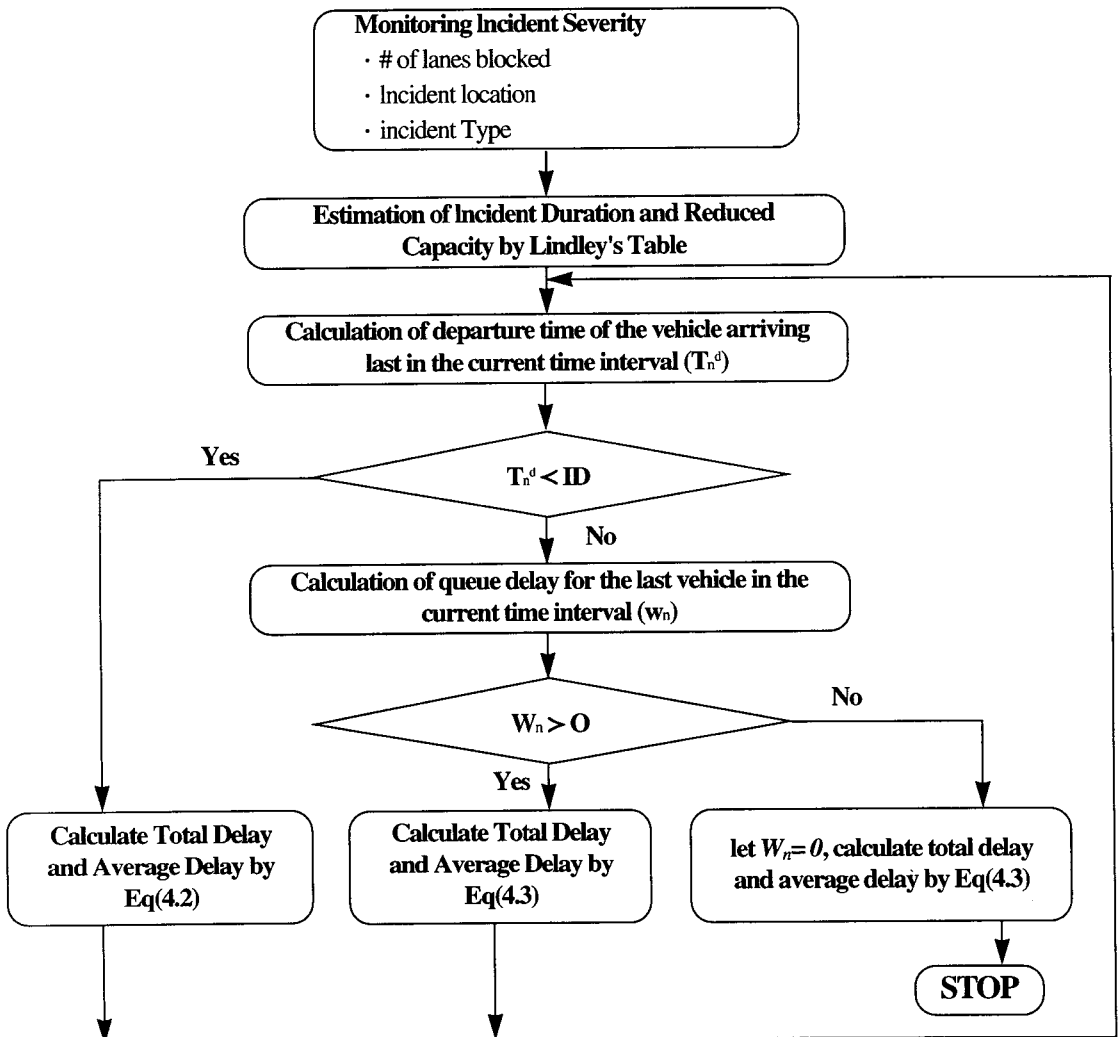 Monitoring Incident Severity
· # of lanes blocked
· Incident location
· incident Type
Estimation of Incident Duration and Reduced
Capacity by Lindley's Table
Calculation of departure time of the vehicle arriving
last in the current time interval (Tₙᵈ)
Yes
Tₙᵈ < ID
No
Calculation of queue delay for the last vehicle in the
current time interval (wₙ)
No
Wₙ > O
Yes
Calculate Total Delay
and Average Delay by
Eq(4.2)
Calculate Total Delay
and Average Delay by
Eq(4.3)
let Wₙ= 0, calculate total delay
and average delay by Eq(4.3)
STOP